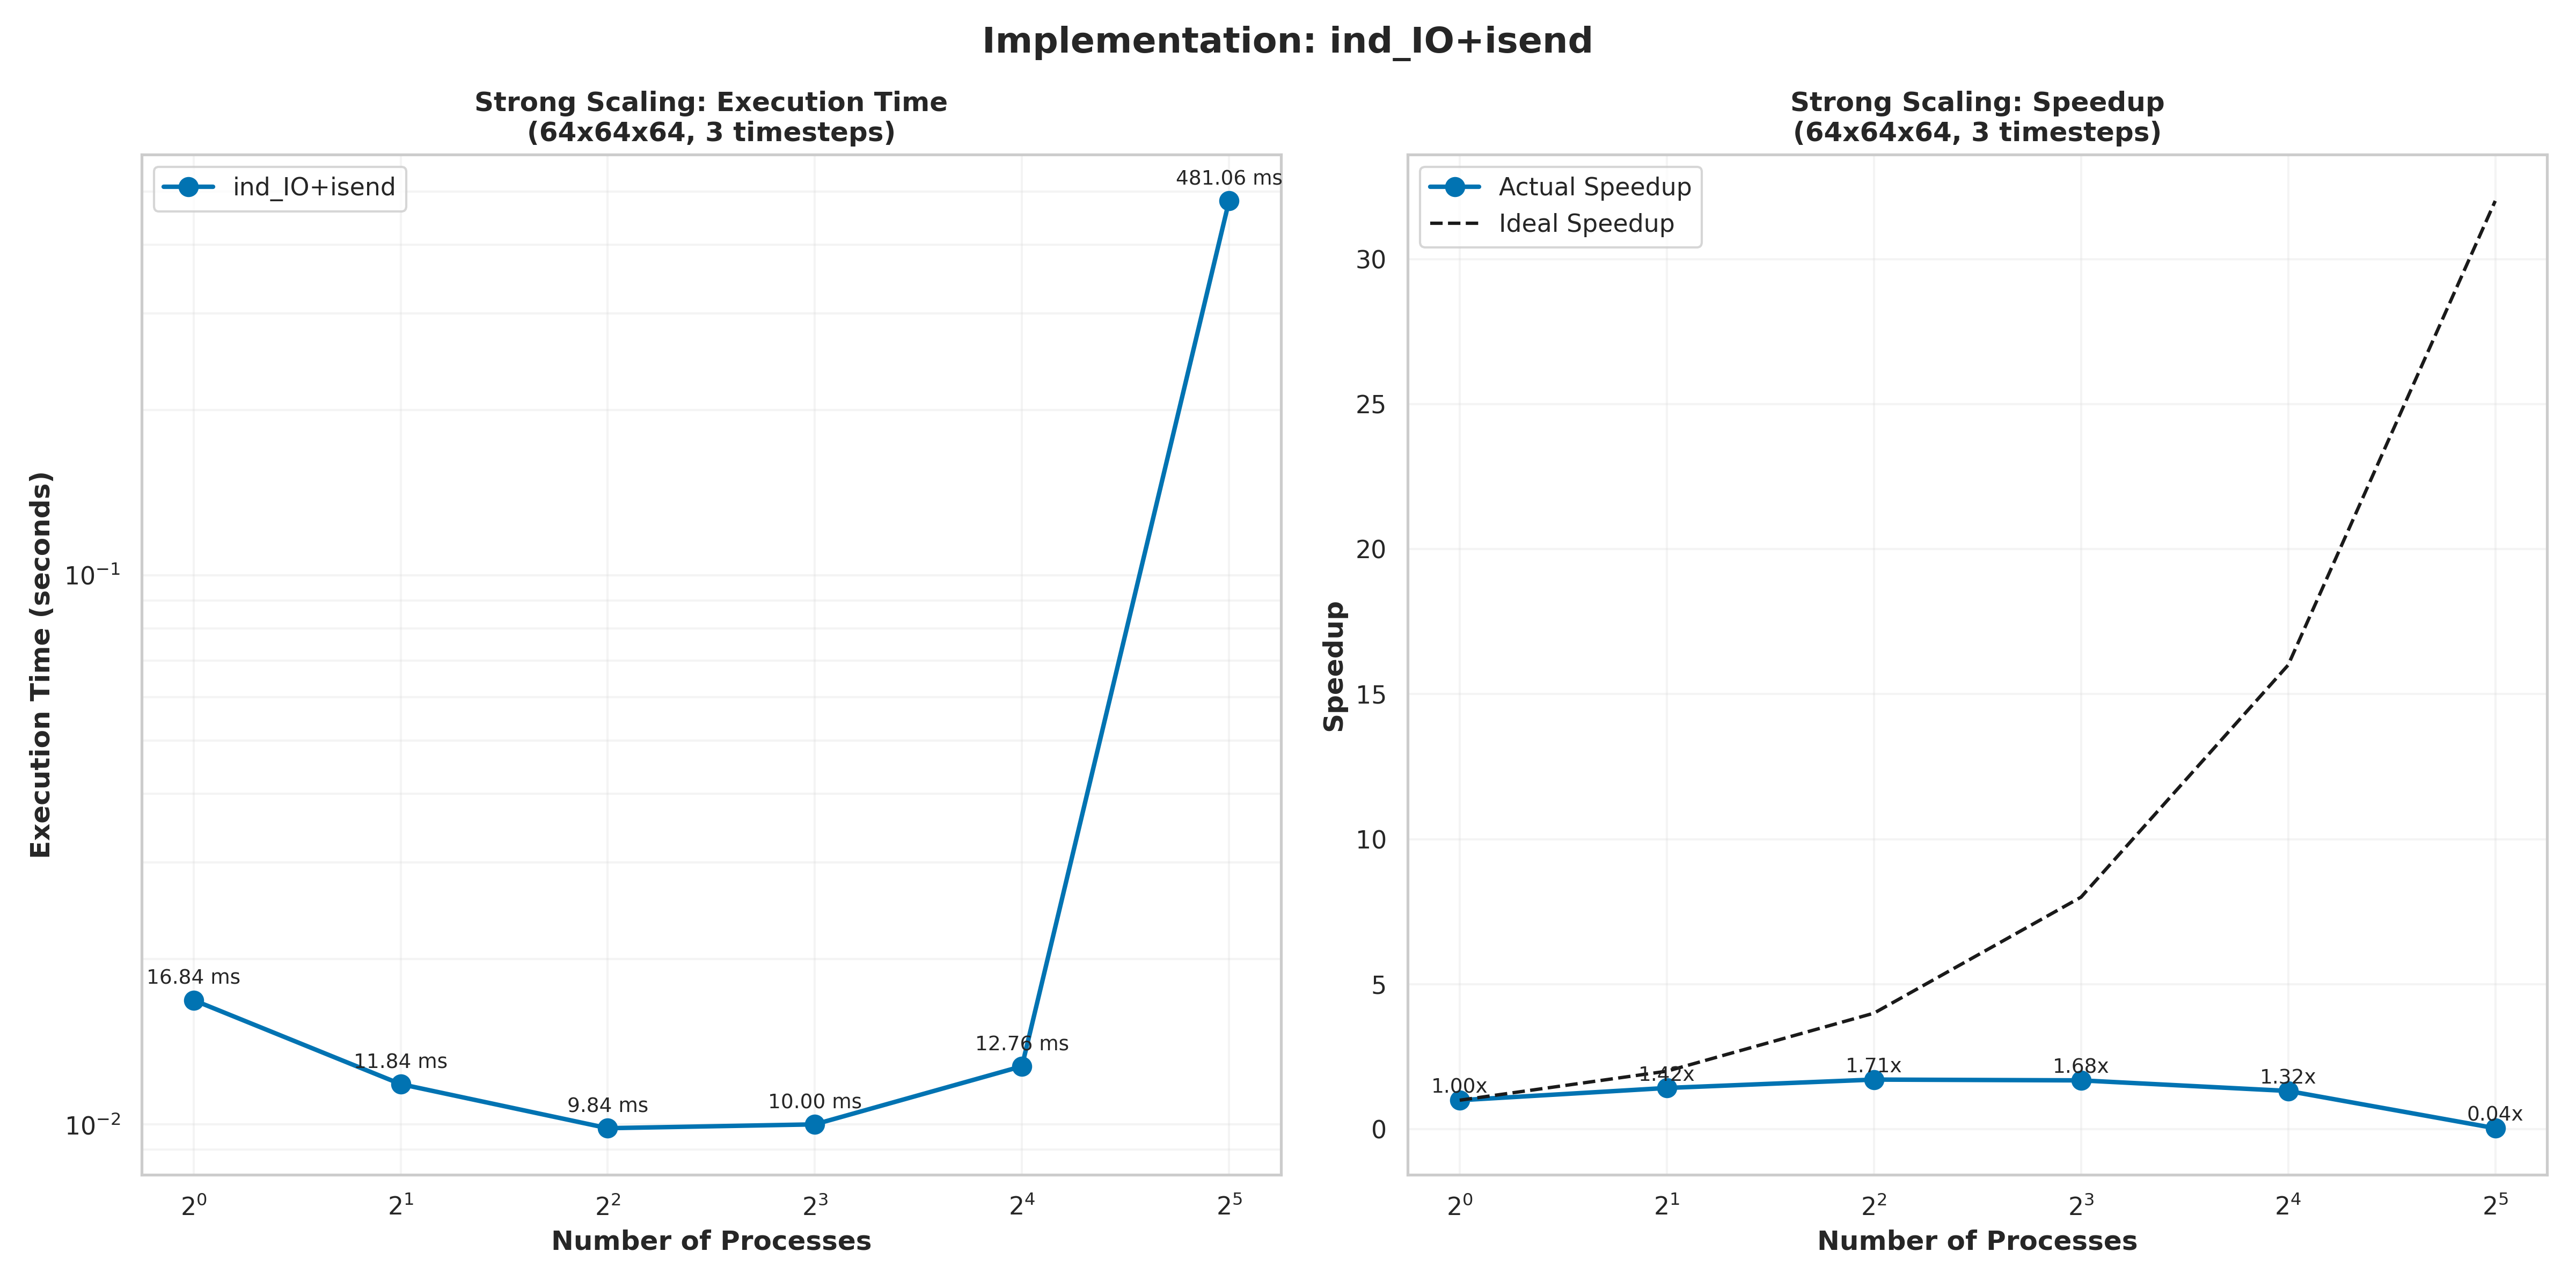 Implementation: ind_IO+isend
Strong Scaling: Execution Time
(64x64x64, 3 timesteps)
ind_IO+isend
481.06 ms
16.84 ms
11.84 ms
9.84 ms
10.00 ms
12.76 ms
10⁻¹
10⁻²
Execution Time (seconds)
2⁰
2¹
2²
2³
2⁴
2⁵
Number of Processes
Strong Scaling: Speedup
(64x64x64, 3 timesteps)
Actual Speedup
Ideal Speedup
30
25
20
15
10
5
0
Speedup
1.00x
1.42x
1.71x
1.68x
1.32x
0.04x
2⁰
2¹
2²
2³
2⁴
2⁵
Number of Processes